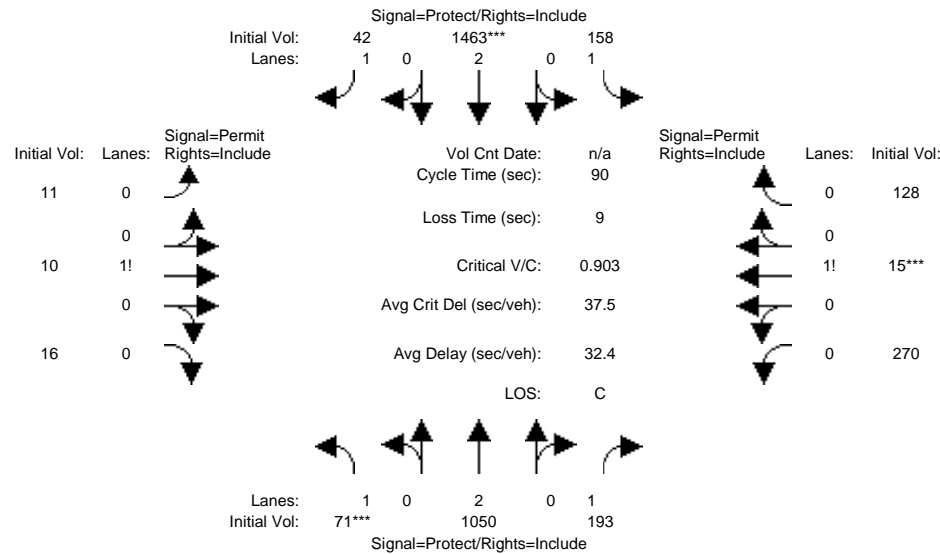 Signal=Protect/Rights=Include
Initial Vol: 42 1463*** 158
Lanes: 1 0 2 0 1
Signal=Permit Signal=Permit
Initial Vol: Lanes: Rights=Include Vol Cnt Date: n/a Rights=Include Lanes: Initial Vol:
Cycle Time (sec): 90
11 0 0 128
Loss Time (sec): 9
0 0
10 1! Critical V/C: 0.903 1! 15***
0 Avg Crit Del (sec/veh): 37.5 0
16 0 Avg Delay (sec/veh): 32.4 0 270
LOS: C
Lanes: 1 0 2 0 1
Initial Vol: 71*** 1050 193
Signal=Protect/Rights=Include